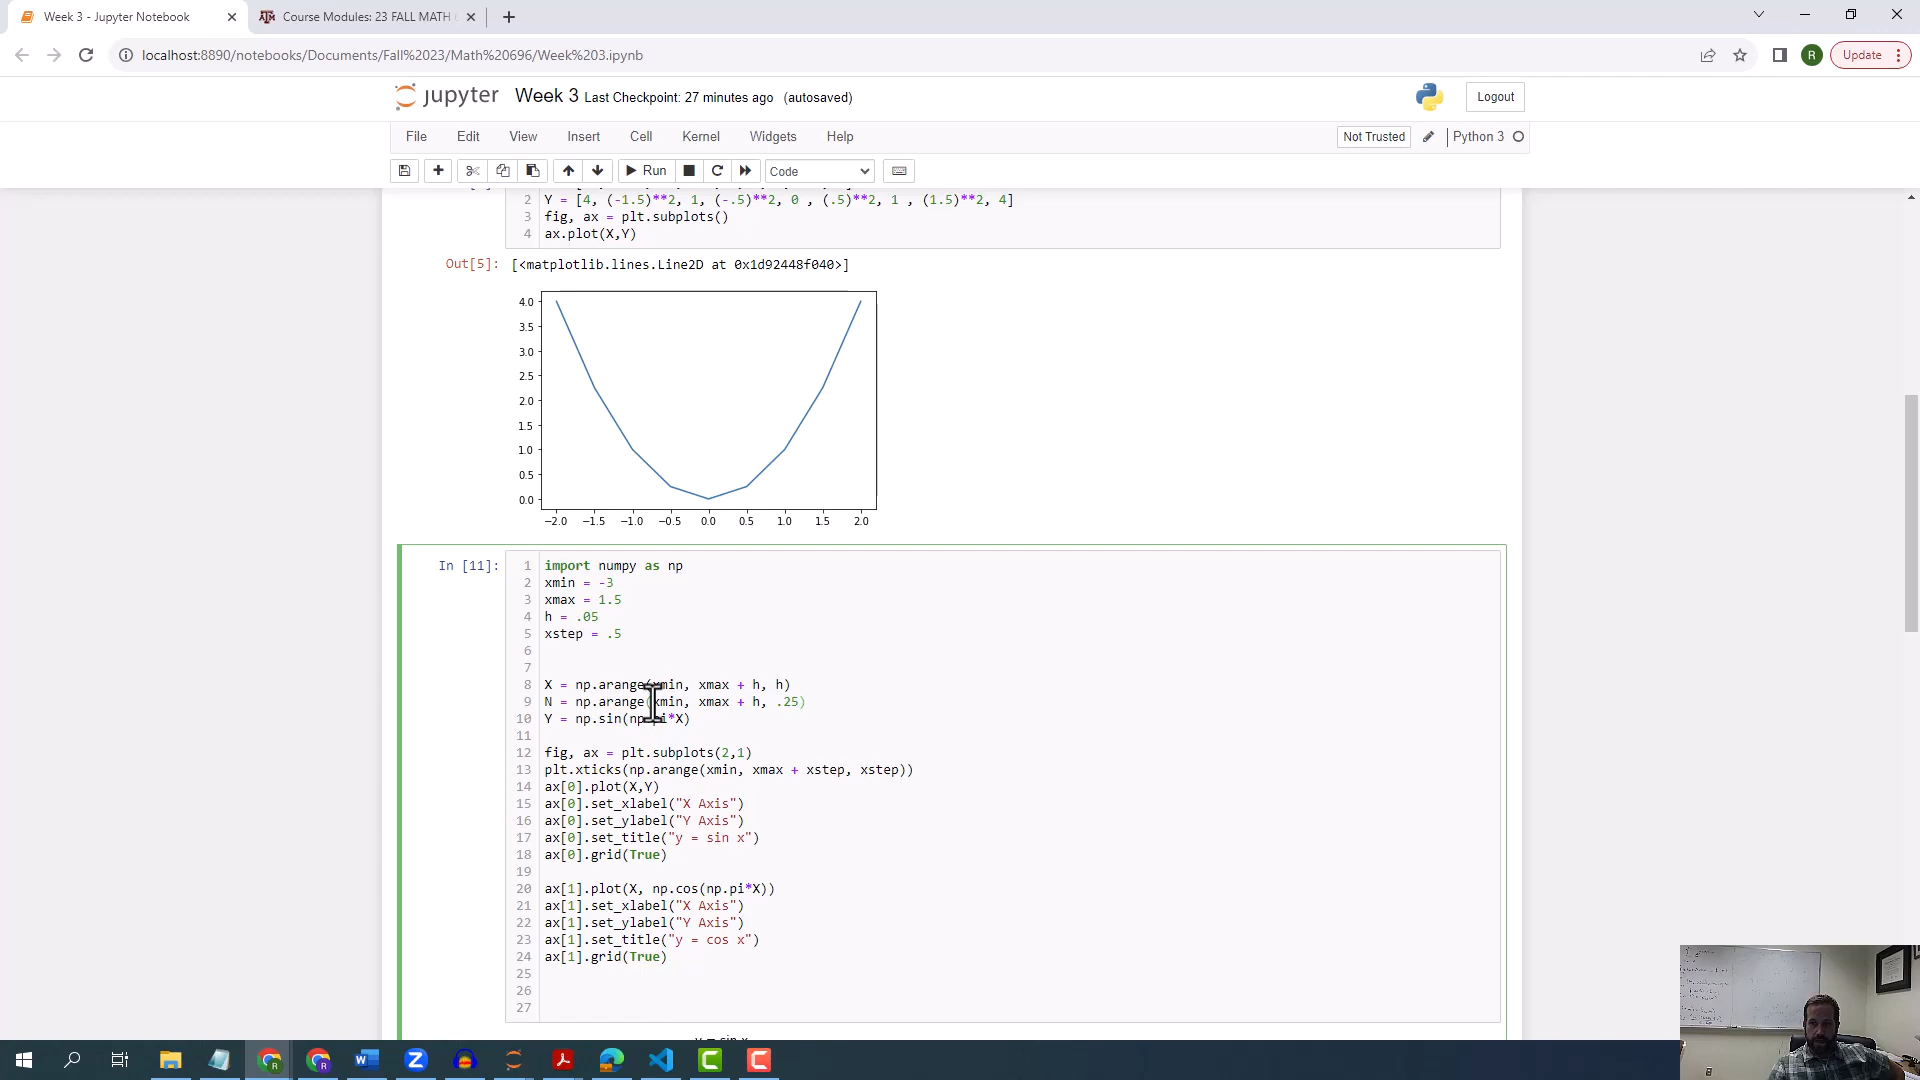 Week 3 - Jupyter Notebook
Course Modules: 23 FALL MATH
localhost:8890/notebooks/Documents/Fall%2023/Math%20696/Week%203.ipynb
R
Update
jupyter Week 3 Last Checkpoint: 27 minutes ago (autosaved)
Logout
File Edit View Insert Cell Kernel Widgets Help
Not Trusted
Python 3
Run
Code
2 Y = [4, (-1.5)**2, 1, (-.5)**2, 0 , (.5)**2, 1 , (1.5)**2, 4]
3 fig, ax = plt.subplots()
4 ax.plot(X,Y)
Out[5]: [<matplotlib.lines.Line2D at 0x1d92448f040>]
4.0
3.5
3.0
2.5
2.0
1.5
1.0
0.5
0.0
−2.0 −1.5 −1.0 −0.5 0.0 0.5 1.0 1.5 2.0
In [11]:
1 import numpy as np
2 xmin = -3
3 xmax = 1.5
4 h = .05
5 xstep = .5
6
7
8 X = np.arange(xmin, xmax + h, h)
9 N = np.arange(xmin, xmax + h, .25)
10 Y = np.sin(np.pi*X)
11
12 fig, ax = plt.subplots(2,1)
13 plt.xticks(np.arange(xmin, xmax + xstep, xstep))
14 ax[0].plot(X,Y)
15 ax[0].set_xlabel("X Axis")
16 ax[0].set_ylabel("Y Axis")
17 ax[0].set_title("y = sin x")
18 ax[0].grid(True)
19
20 ax[1].plot(X, np.cos(np.pi*X))
21 ax[1].set_xlabel("X Axis")
22 ax[1].set_ylabel("Y Axis")
23 ax[1].set_title("y = cos x")
24 ax[1].grid(True)
25
26
27